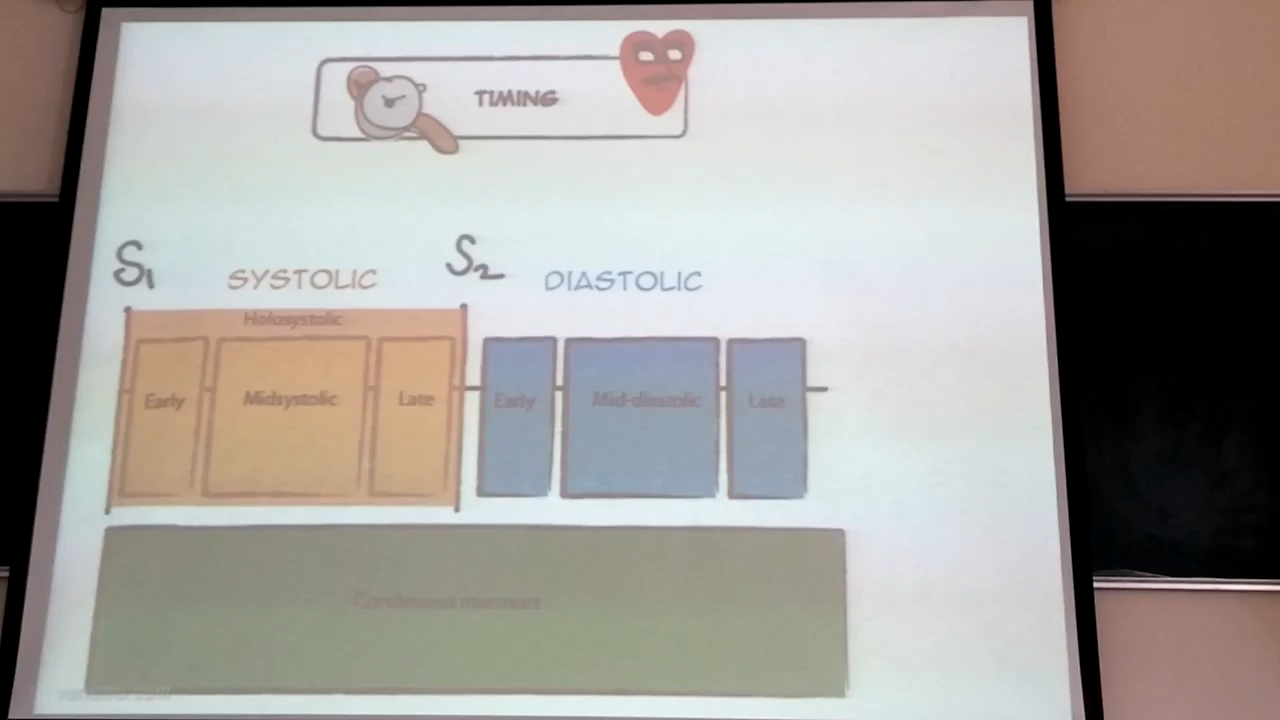 TIMING
S1 SYSTOLIC S2 DIASTOLIC
Holosystolic
Early Midsystolic Late Early Mid-diastolic Late
Continuous murmurs